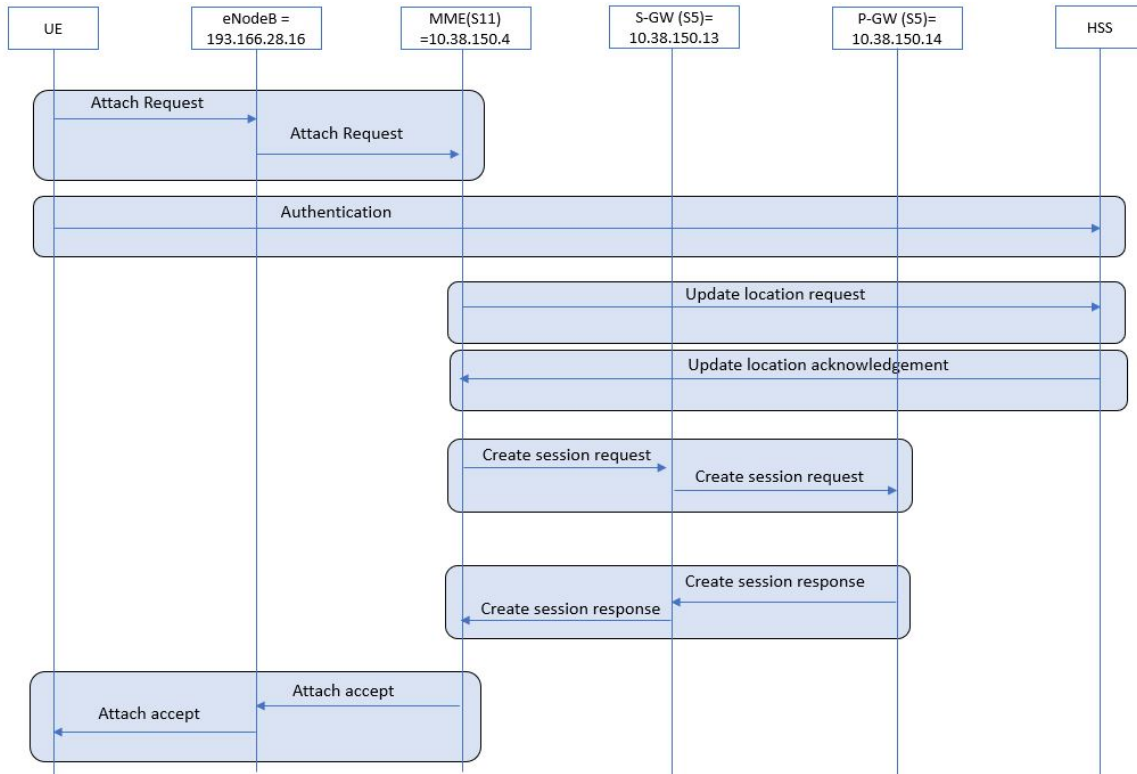 UE
eNodeB =
193.166.28.16
MME(S11)
=10.38.150.4
S-GW (S5)=
10.38.150.13
P-GW (S5)=
10.38.150.14
HSS
Attach Request
Attach Request
Authentication
Update location request
Update location acknowledgement
Create session request
Create session request
Create session response
Create session response
Attach accept
Attach accept